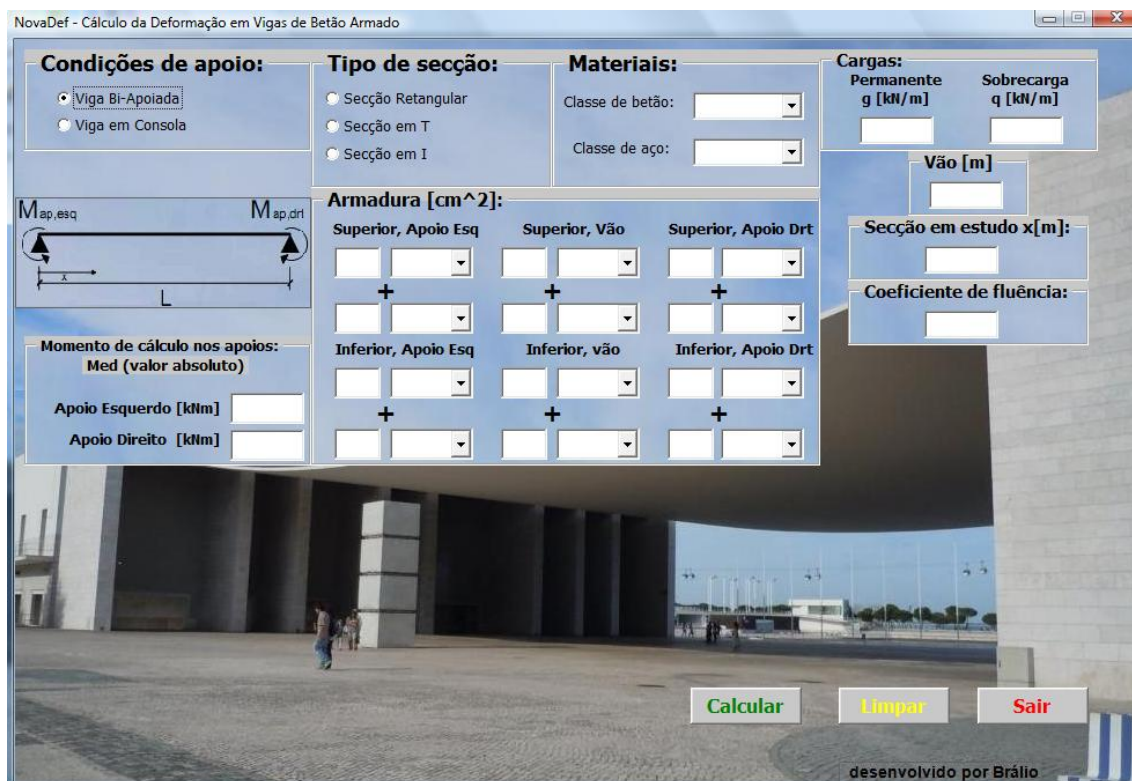 NovaDef - Cálculo da Deformação em Vigas de Betão Armado
Condições de apoio:
Viga Bi-Apoiada
Viga em Consola
Tipo de secção:
Secção Retangular
Secção em T
Secção em I
Materiais:
Classe de betão:
Classe de aço:
Cargas:
Permanente
g [kN/m]
Sobrecarga
q [kN/m]
Vão [m]
Secção em estudo x[m]:
Coeficiente de fluência:
M ap,esq
M ap,drt
x
L
Armadura [cm^2]:
Superior, Apoio Esq
Superior, Vão
Superior, Apoio Drt
+ + +
Inferior, Apoio Esq
Inferior, vão
Inferior, Apoio Drt
+ + +
Momento de cálculo nos apoios:
Med (valor absoluto)
Apoio Esquerdo [kNm]
Apoio Direito [kNm]
Calcular
Limpar
Sair
desenvolvido por Brálio